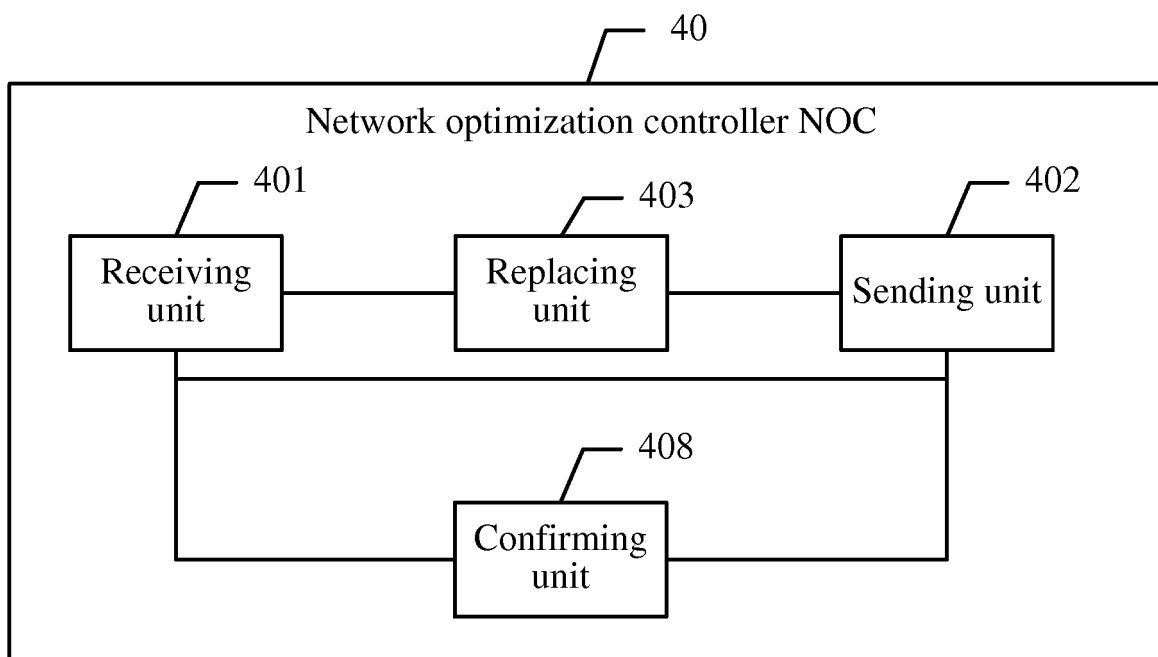 40
Network optimization controller NOC
401
403
402
Receiving
unit
Replacing
unit
Sending unit
408
Confirming
unit